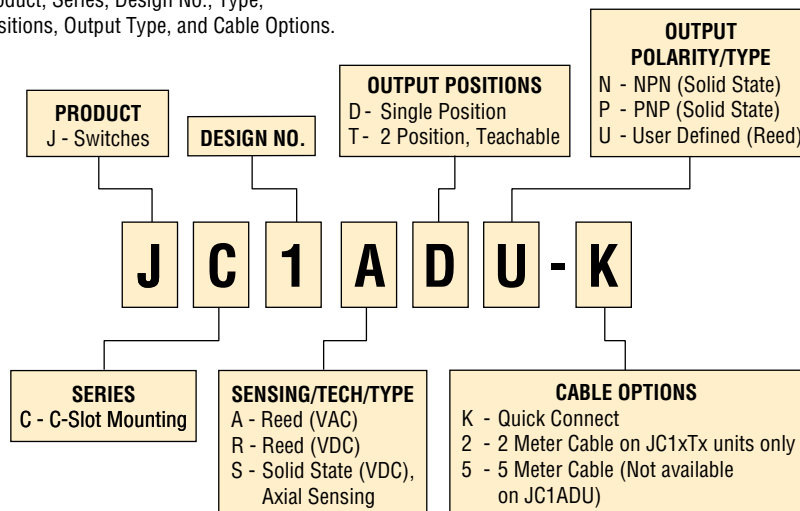 Series, Design No., Type,
Output Type, and Cable Options.
OUTPUT
POLARITY/TYPE
N - NPN (Solid State)
P - PNP (Solid State)
U - User Defined (Reed)
OUTPUT POSITIONS
D - Single Position
T - 2 Position, Teachable
PRODUCT
J - Switches
DESIGN NO.
J C 1 A D U - K
SERIES
C - C-Slot Mounting
SENSING/TECH/TYPE
A - Reed (VAC)
R - Reed (VDC)
S - Solid State (VDC),
Axial Sensing
CABLE OPTIONS
K - Quick Connect
2 - 2 Meter Cable on JC1xTx units only
5 - 5 Meter Cable (Not available
on JC1ADU)